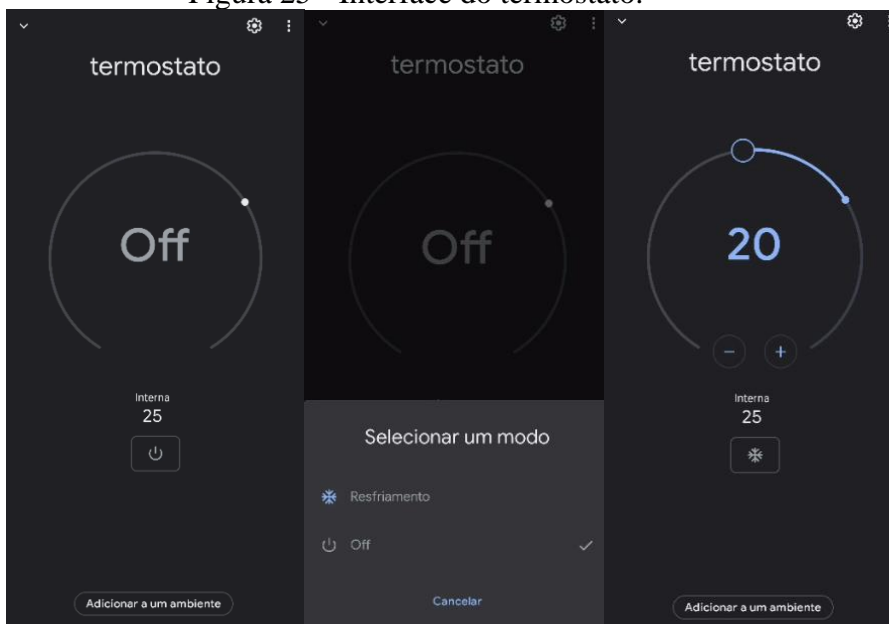 Figura 25 - Interface do termostato.
termostato
Off
Interna
25
Adicionar a um ambiente
termostato
Off
Selecionar um modo
Resfriamento
Off
Cancelar
termostato
20
- +
Interna
25
Adicionar a um ambiente